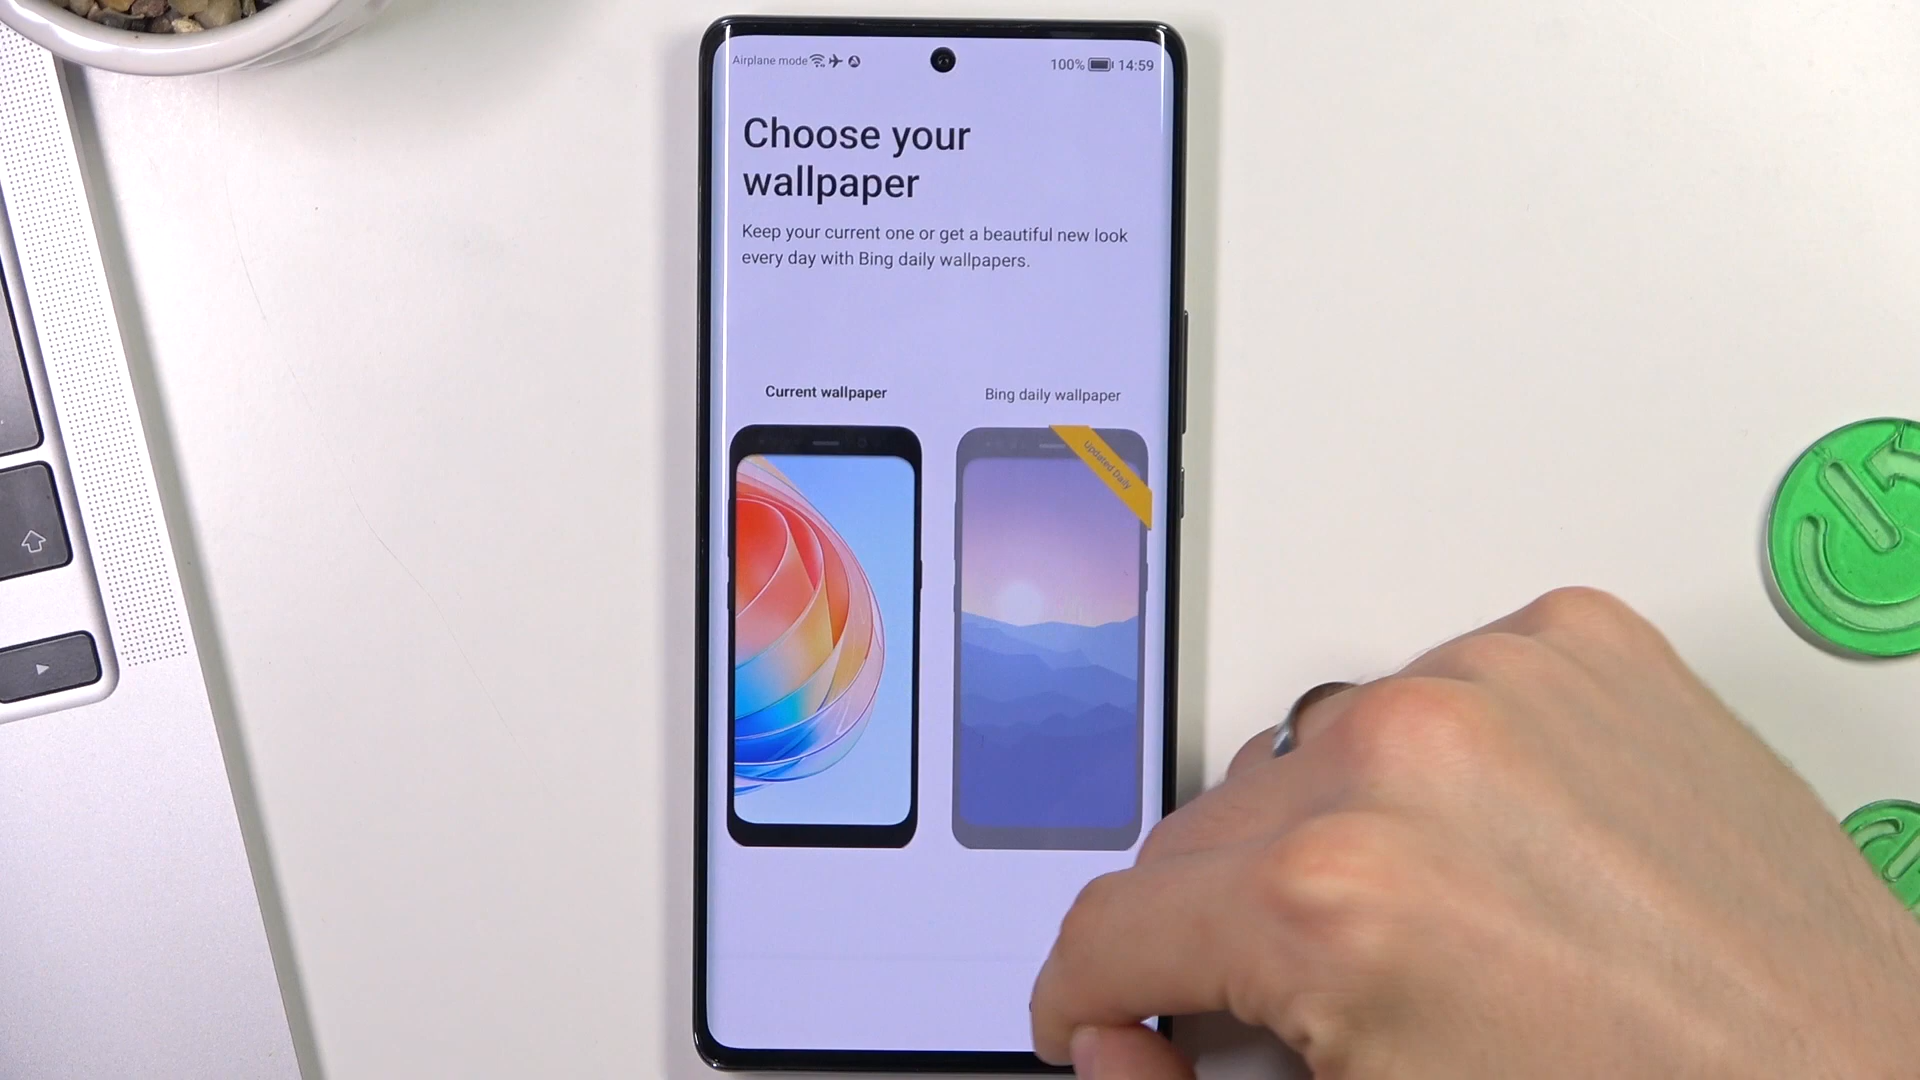 Airplane mode
100% 14:59
Choose your
wallpaper
Keep your current one or get a beautiful new look
every day with Bing daily wallpapers.
Current wallpaper
Bing daily wallpaper
Updated Daily